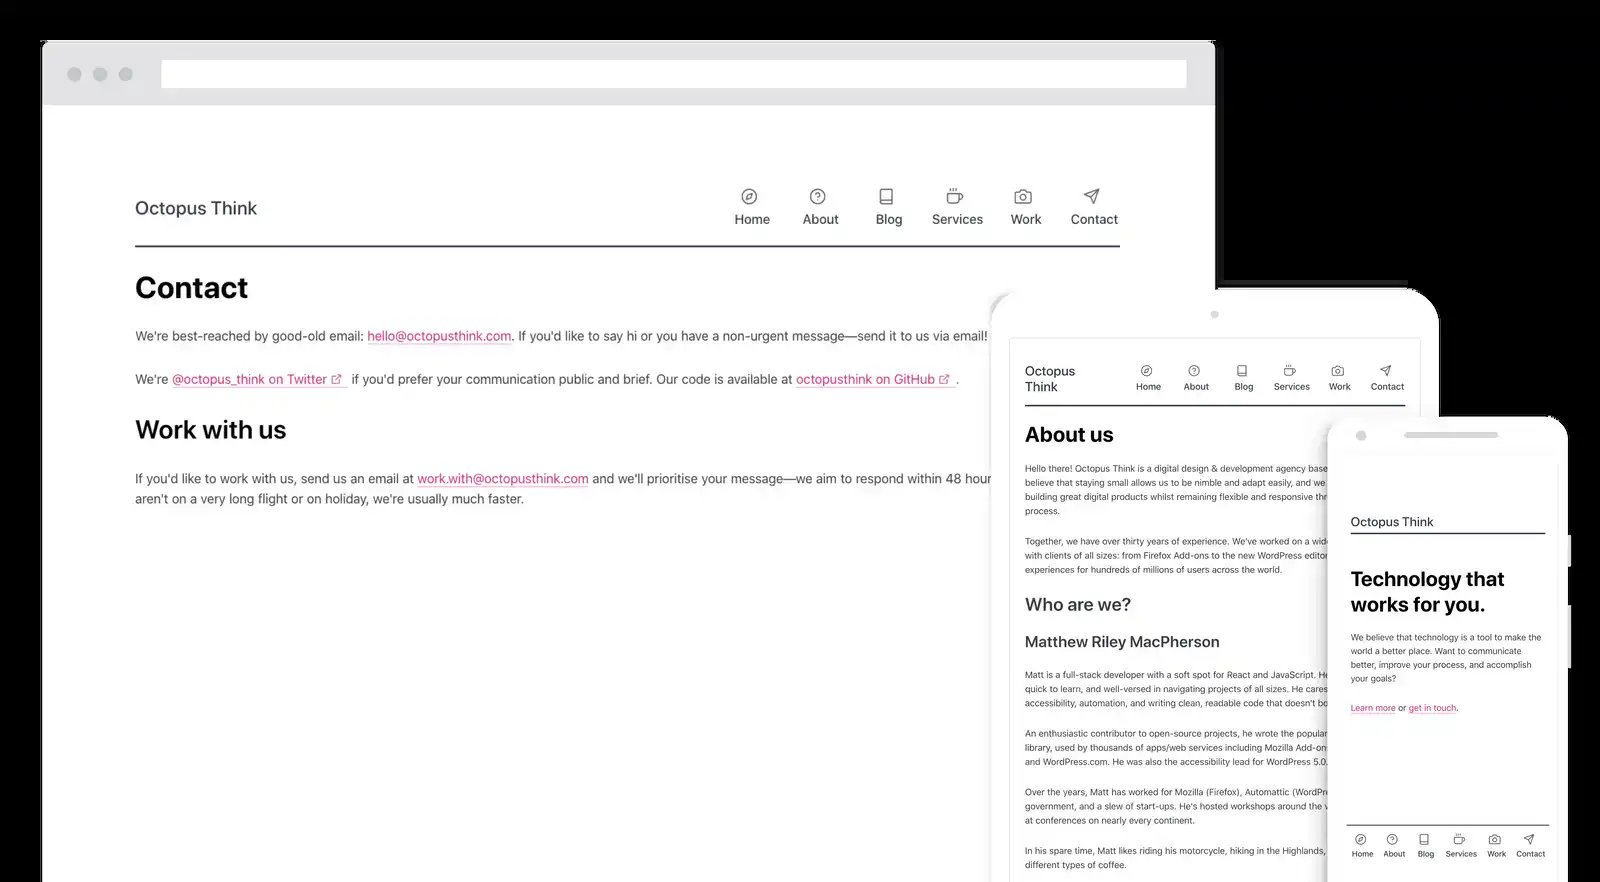 Octopus Think
Home About Blog Services Work Contact
Contact
We're best-reached by good-old email: hello@octopusthink.com. If you'd like to say hi or you have a non-urgent message—send it to us via email!
We're @octopus_think on Twitter if you'd prefer your communication public and brief. Our code is available at octopusthink on GitHub .
Work with us
If you'd like to work with us, send us an email at work.with@octopusthink.com and we'll prioritise your message—we aim to respond within 48 hour
aren't on a very long flight or on holiday, we're usually much faster.
Octopus
Think
Home About Blog Services Work Contact
About us
Hello there! Octopus Think is a digital design & development agency base
believe that staying small allows us to be nimble and adapt easily, and we
building great digital products whilst remaining flexible and responsive thr
process.
Together, we have over thirty years of experience. We've worked on a wid
with clients of all sizes: from Firefox Add-ons to the new WordPress editor
experiences for hundreds of millions of users across the world.
Who are we?
Matthew Riley MacPherson
Matt is a full-stack developer with a soft spot for React and JavaScript. He
quick to learn, and well-versed in navigating projects of all sizes. He cares
accessibility, automation, and writing clean, readable code that doesn't bo
An enthusiastic contributor to open-source projects, he wrote the popular
library, used by thousands of apps/web services including Mozilla Add-on
and WordPress.com. He was also the accessibility lead for WordPress 5.0.
Over the years, Matt has worked for Mozilla (Firefox), Automattic (WordPre
government, and a slew of start-ups. He's hosted workshops around the v
at conferences on nearly every continent.
In his spare time, Matt likes riding his motorcycle, hiking in the Highlands,
different types of coffee.
Octopus Think
Technology that
works for you.
We believe that technology is a tool to make the
world a better place. Want to communicate
better, improve your process, and accomplish
your goals?
Learn more or get in touch.
Home About Blog Services Work Contact